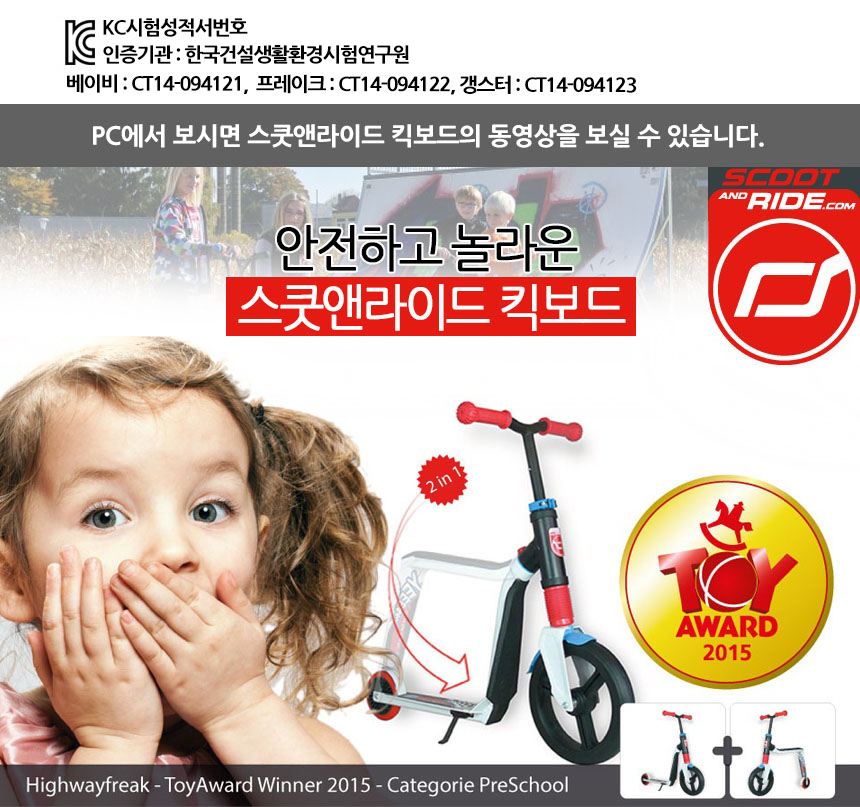 KC시험성적서번호
인증기관 : 한국건설생활환경시험연구원
베이비 : CT14-094121, 프레이크 : CT14-094122, 갱스터 : CT14-094123
PC에서 보시면 스쿳앤라이드 킥보드의 동영상을 보실 수 있습니다.
SCOOT
AND RIDE.COM
안전하고 놀라운
스쿳앤라이드 킥보드
2 in 1
TOY
AWARD
2015
Highwayfreak - ToyAward Winner 2015 - Categorie PreSchool